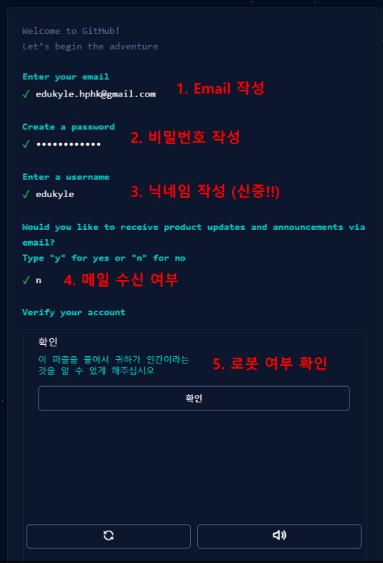 Welcome to GitHub!
Let's begin the adventure
Enter your email
✓ edukyle.hphk@gmail.com
1. Email 작성
Create a password
✓ ••••••••••••
2. 비밀번호 작성
Enter a username
✓ edukyle
3. 닉네임 작성 (신중!!)
Would you like to receive product updates and announcements via
email?
Type "y" for yes or "n" for no
✓ n
4. 메일 수신 여부
Verify your account
확인
이 퍼즐을 풀어서 귀하가 인간이라는
것을 알 수 있게 해주십시오
5. 로봇 여부 확인
확인